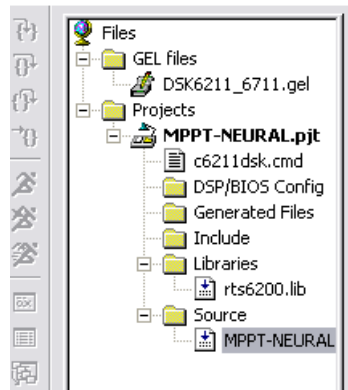 Files
GEL files
DSK6211_6711.gel
Projects
MPPT-NEURAL.pjt
c6211dsk.cmd
DSP/BIOS Config
Generated Files
Include
Libraries
rts6200.lib
Source
MPPT-NEURAL